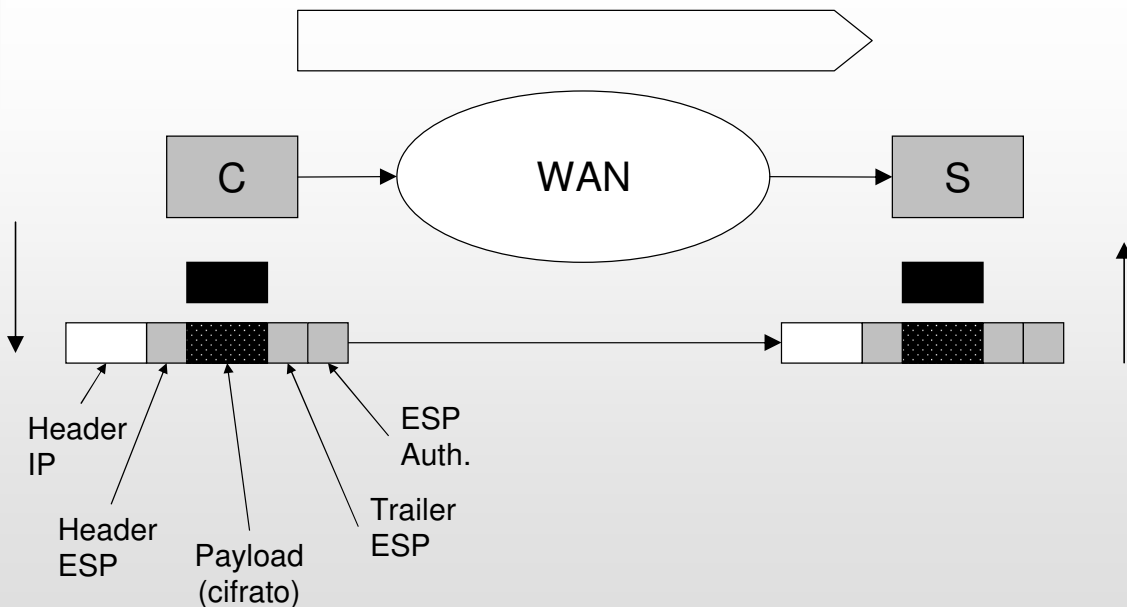 C
WAN
S
Header
IP
Header
ESP
Payload
(cifrato)
Trailer
ESP
ESP
Auth.